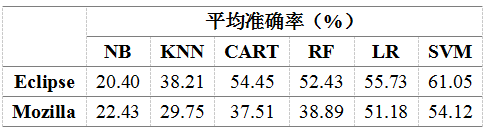 平均准确率（%）
NB KNN CART RF LR SVM
Eclipse 20.40 38.21 54.45 52.43 55.73 61.05
Mozilla 22.43 29.75 37.51 38.89 51.18 54.12